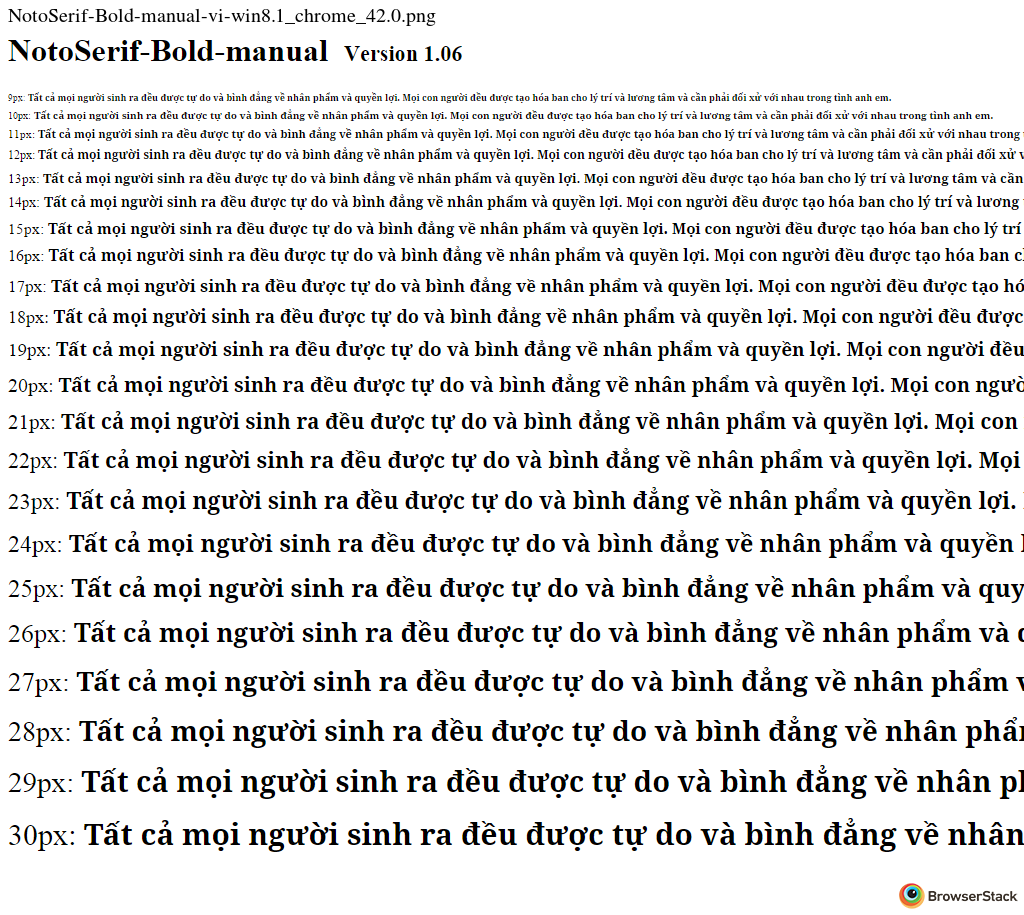 NotoSerif-Bold-manual-vi-win8.1_chrome_42.0.png
NotoSerif-Bold-manual Version 1.06
9px: Tất cả mọi người sinh ra đều được tự do và bình đẳng về nhân phẩm và quyền lợi. Mọi con người đều được tạo hóa ban cho lý trí và lương tâm và cần phải đối xử với nhau trong tình anh em.
10px: Tất cả mọi người sinh ra đều được tự do và bình đẳng về nhân phẩm và quyền lợi. Mọi con người đều được tạo hóa ban cho lý trí và lương tâm và cần phải đối xử với nhau trong tình anh em.
11px: Tất cả mọi người sinh ra đều được tự do và bình đẳng về nhân phẩm và quyền lợi. Mọi con người đều được tạo hóa ban cho lý trí và lương tâm và cần phải đối xử với nhau trong
12px: Tất cả mọi người sinh ra đều được tự do và bình đẳng về nhân phẩm và quyền lợi. Mọi con người đều được tạo hóa ban cho lý trí và lương tâm và cần phải đối xử
13px: Tất cả mọi người sinh ra đều được tự do và bình đẳng về nhân phẩm và quyền lợi. Mọi con người đều được tạo hóa ban cho lý trí và lương tâm và cần
14px: Tất cả mọi người sinh ra đều được tự do và bình đẳng về nhân phẩm và quyền lợi. Mọi con người đều được tạo hóa ban cho lý trí và lương
15px: Tất cả mọi người sinh ra đều được tự do và bình đẳng về nhân phẩm và quyền lợi. Mọi con người đều được tạo hóa ban cho lý trí
16px: Tất cả mọi người sinh ra đều được tự do và bình đẳng về nhân phẩm và quyền lợi. Mọi con người đều được tạo hóa ban
17px: Tất cả mọi người sinh ra đều được tự do và bình đẳng về nhân phẩm và quyền lợi. Mọi con người đều được tạo hó
18px: Tất cả mọi người sinh ra đều được tự do và bình đẳng về nhân phẩm và quyền lợi. Mọi con người đều được
19px: Tất cả mọi người sinh ra đều được tự do và bình đẳng về nhân phẩm và quyền lợi. Mọi con người đều
20px: Tất cả mọi người sinh ra đều được tự do và bình đẳng về nhân phẩm và quyền lợi. Mọi con ngườ
21px: Tất cả mọi người sinh ra đều được tự do và bình đẳng về nhân phẩm và quyền lợi. Mọi con
22px: Tất cả mọi người sinh ra đều được tự do và bình đẳng về nhân phẩm và quyền lợi. Mọi
23px: Tất cả mọi người sinh ra đều được tự do và bình đẳng về nhân phẩm và quyền lợi.
24px: Tất cả mọi người sinh ra đều được tự do và bình đẳng về nhân phẩm và quyền
25px: Tất cả mọi người sinh ra đều được tự do và bình đẳng về nhân phẩm và quy
26px: Tất cả mọi người sinh ra đều được tự do và bình đẳng về nhân phẩm và
27px: Tất cả mọi người sinh ra đều được tự do và bình đẳng về nhân phẩm
28px: Tất cả mọi người sinh ra đều được tự do và bình đẳng về nhân phẩ
29px: Tất cả mọi người sinh ra đều được tự do và bình đẳng về nhân p
30px: Tất cả mọi người sinh ra đều được tự do và bình đẳng về nhân
BrowserStack